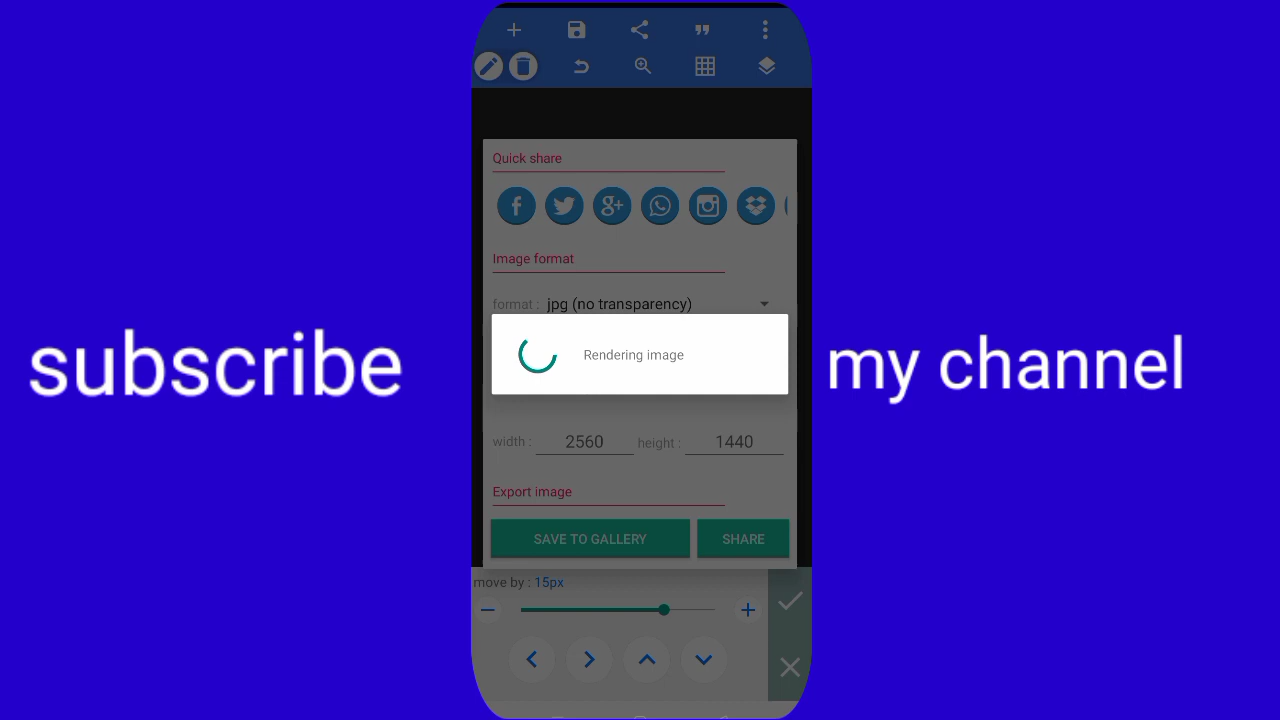 Quick share
Image format
format : jpg (no transparency)
subscribe
Rendering image
my channel
width : 2560 height : 1440
Export image
SAVE TO GALLERY SHARE
move by : 15px